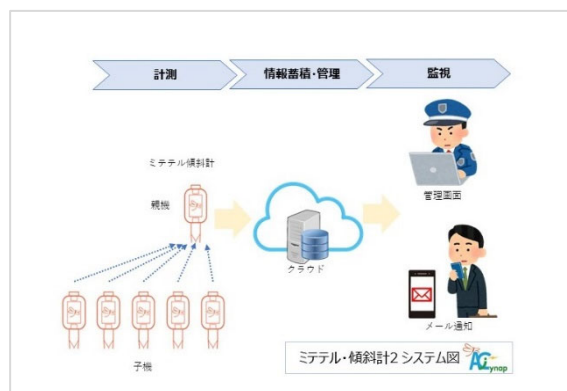 計測
情報蓄積・管理
監視
ミテテル傾斜計
親機
子機
クラウド
管理画面
メール通知
ミテテル・傾斜計2 システム図